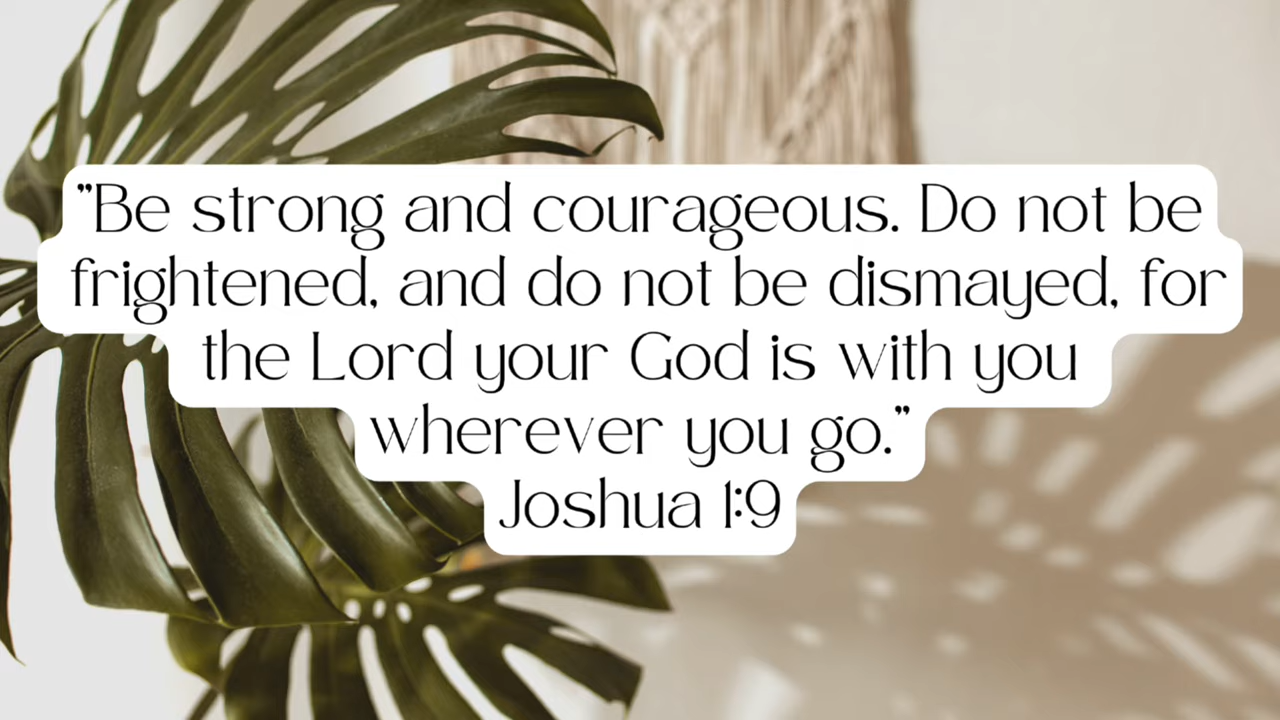 "Be strong and courageous. Do not be
frightened, and do not be dismayed, for
the Lord your God is with you
wherever you go."
Joshua 1:9